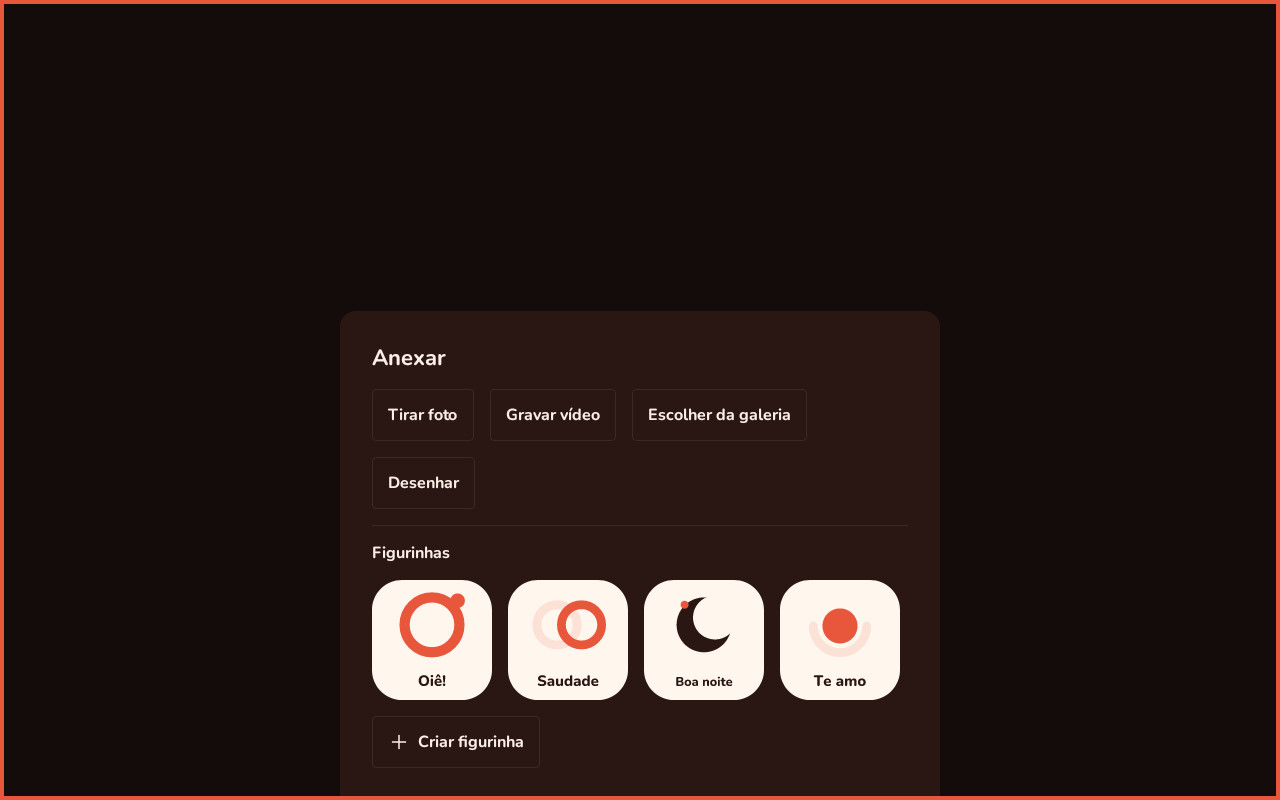 Anexar
Tirar foto
Gravar vídeo
Escolher da galeria
Desenhar
Figurinhas
Oiê!
Saudade
Boa noite
Te amo
Criar figurinha